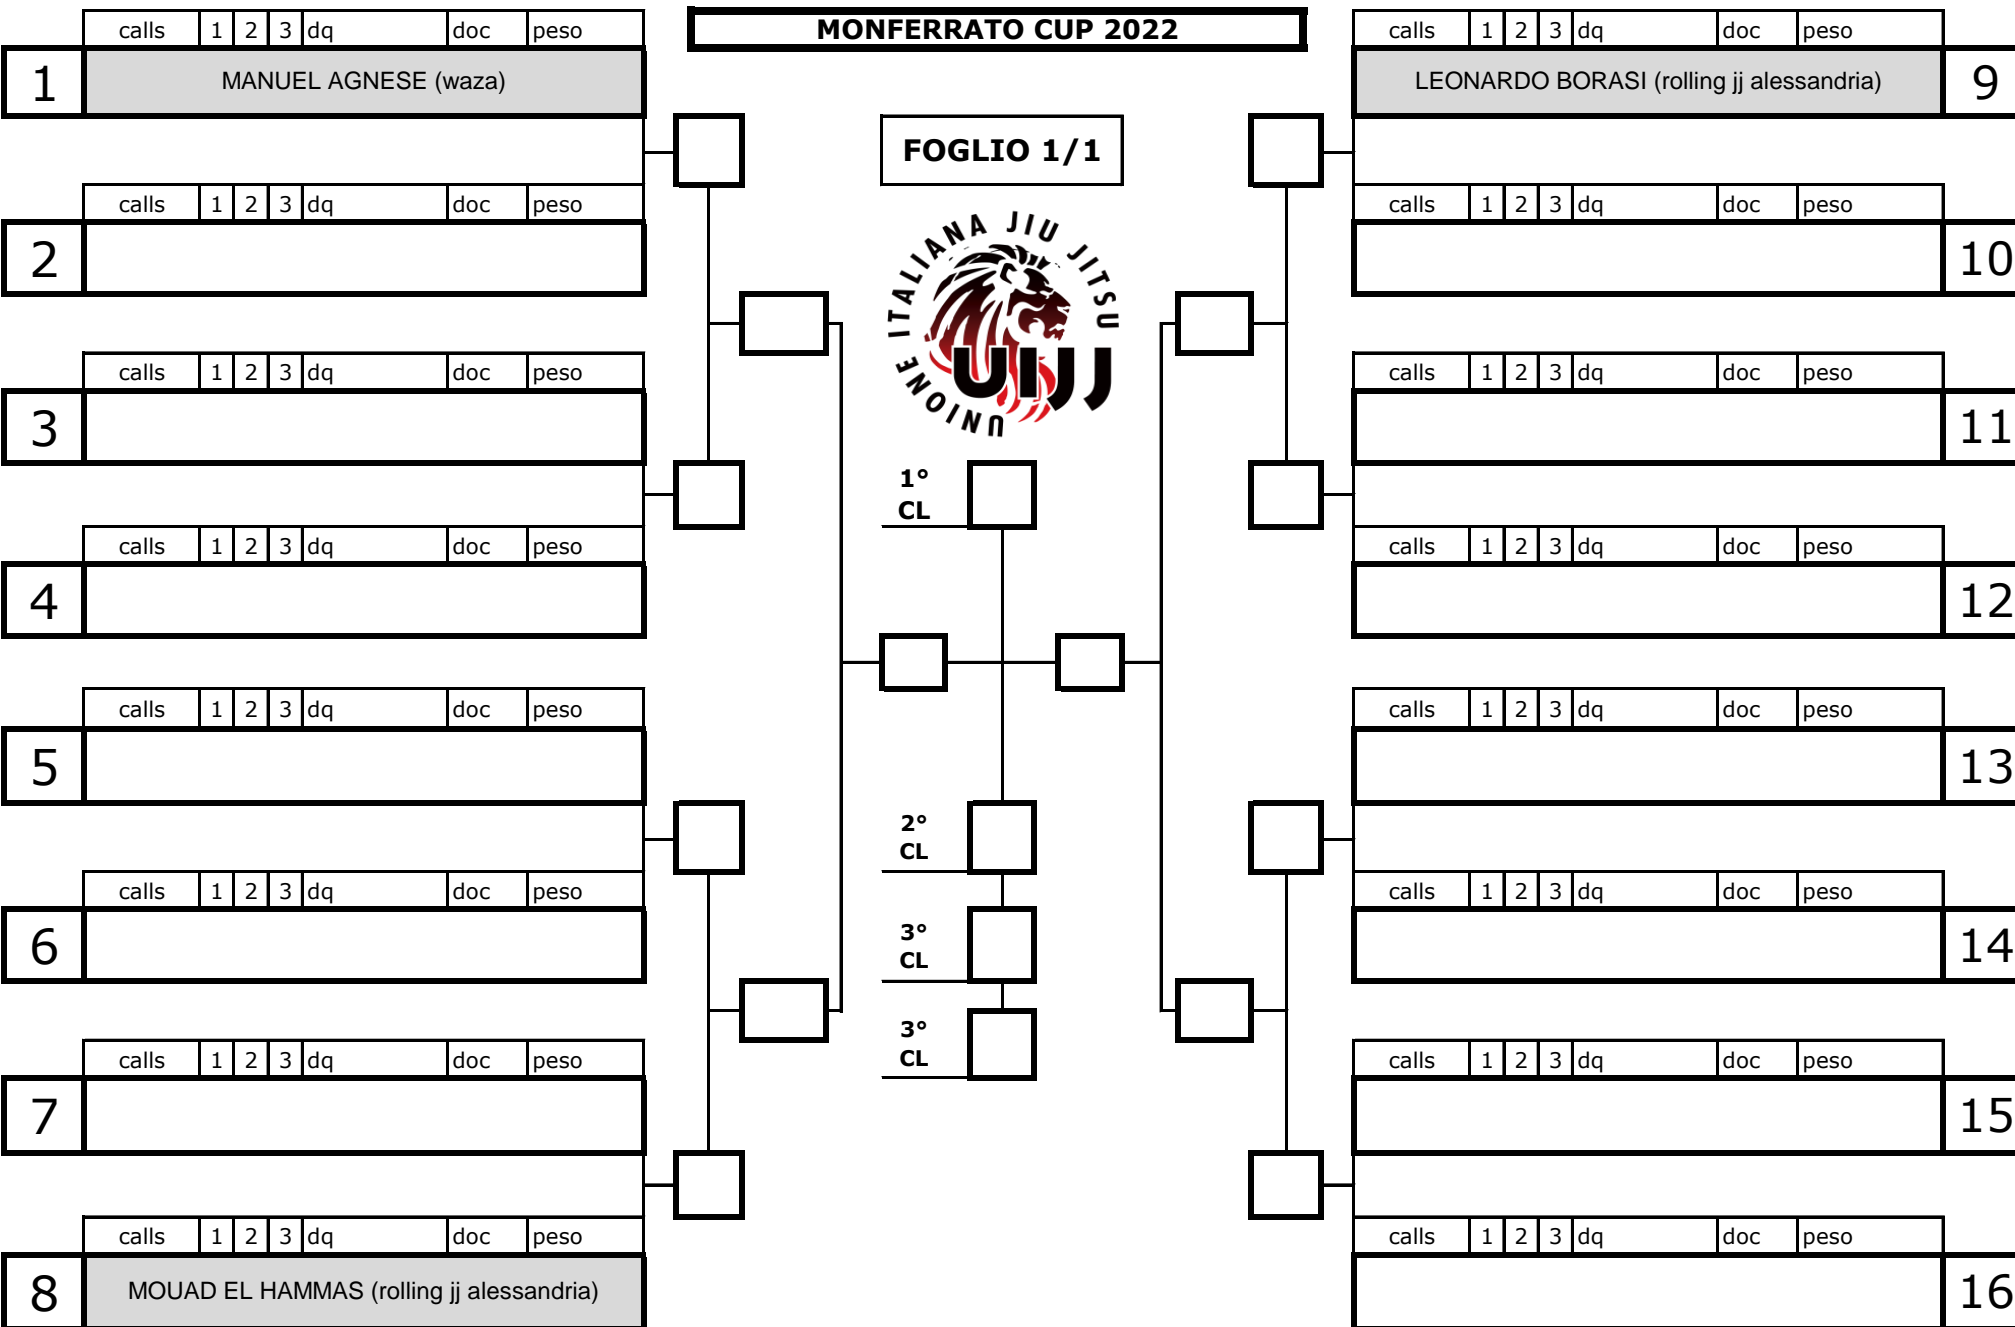 MONFERRATO CUP 2022
FOGLIO 1/1
UNIONE ITALIANA JIU JITSU
UIJJ
calls 1 2 3 dq doc peso
1 MANUEL AGNESE (waza)
calls 1 2 3 dq doc peso
2
calls 1 2 3 dq doc peso
3
calls 1 2 3 dq doc peso
4
calls 1 2 3 dq doc peso
5
calls 1 2 3 dq doc peso
6
calls 1 2 3 dq doc peso
7
calls 1 2 3 dq doc peso
8 MOUAD EL HAMMAS (rolling jj alessandria)
1°
CL
2°
CL
3°
CL
3°
CL
calls 1 2 3 dq doc peso
LEONARDO BORASI (rolling jj alessandria) 9
calls 1 2 3 dq doc peso
10
calls 1 2 3 dq doc peso
11
calls 1 2 3 dq doc peso
12
calls 1 2 3 dq doc peso
13
calls 1 2 3 dq doc peso
14
calls 1 2 3 dq doc peso
15
calls 1 2 3 dq doc peso
16